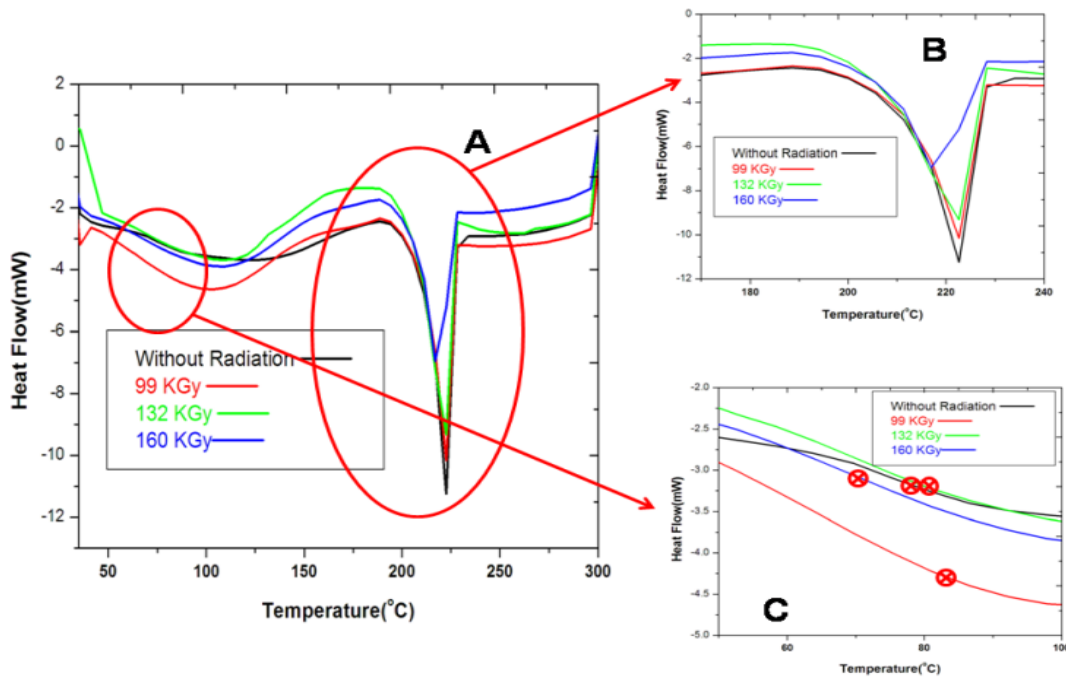 A
2
0
-2
-4
-6
-8
-10
-12
Heat Flow(mW)
Without Radiation
99 KGy
132 KGy
160 KGy
50 100 150 200 250 300
Temperature(°C)
B
0
-2
-4
-6
-8
-10
-12
Heat Flow(mW)
Without Radiation
99 KGy
132 KGy
160 KGy
180 200 220 240
Temperature(°C)
C
-2.0
-2.5
-3.0
-3.5
-4.0
-4.5
-5.0
Heat Flow(mW)
Without Radiation
99 KGy
132 KGy
160 KGy
60 80 100
Temperature(°C)